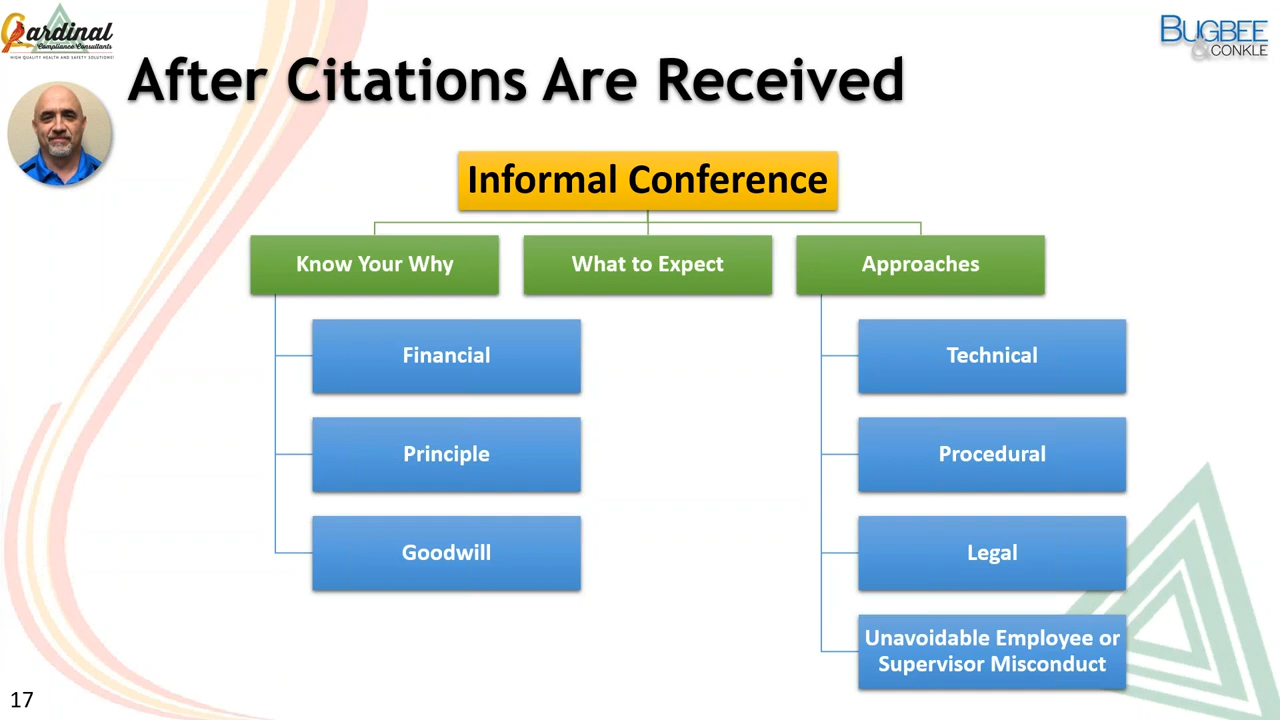 Cardinal
Compliance Consultants
HIGH QUALITY HEALTH AND SAFETY SOLUTIONS!
BUGBEE
& CONKLE
After Citations Are Received
Informal Conference
Know Your Why
What to Expect
Approaches
Financial
Technical
Principle
Procedural
Goodwill
Legal
Unavoidable Employee or
Supervisor Misconduct
17